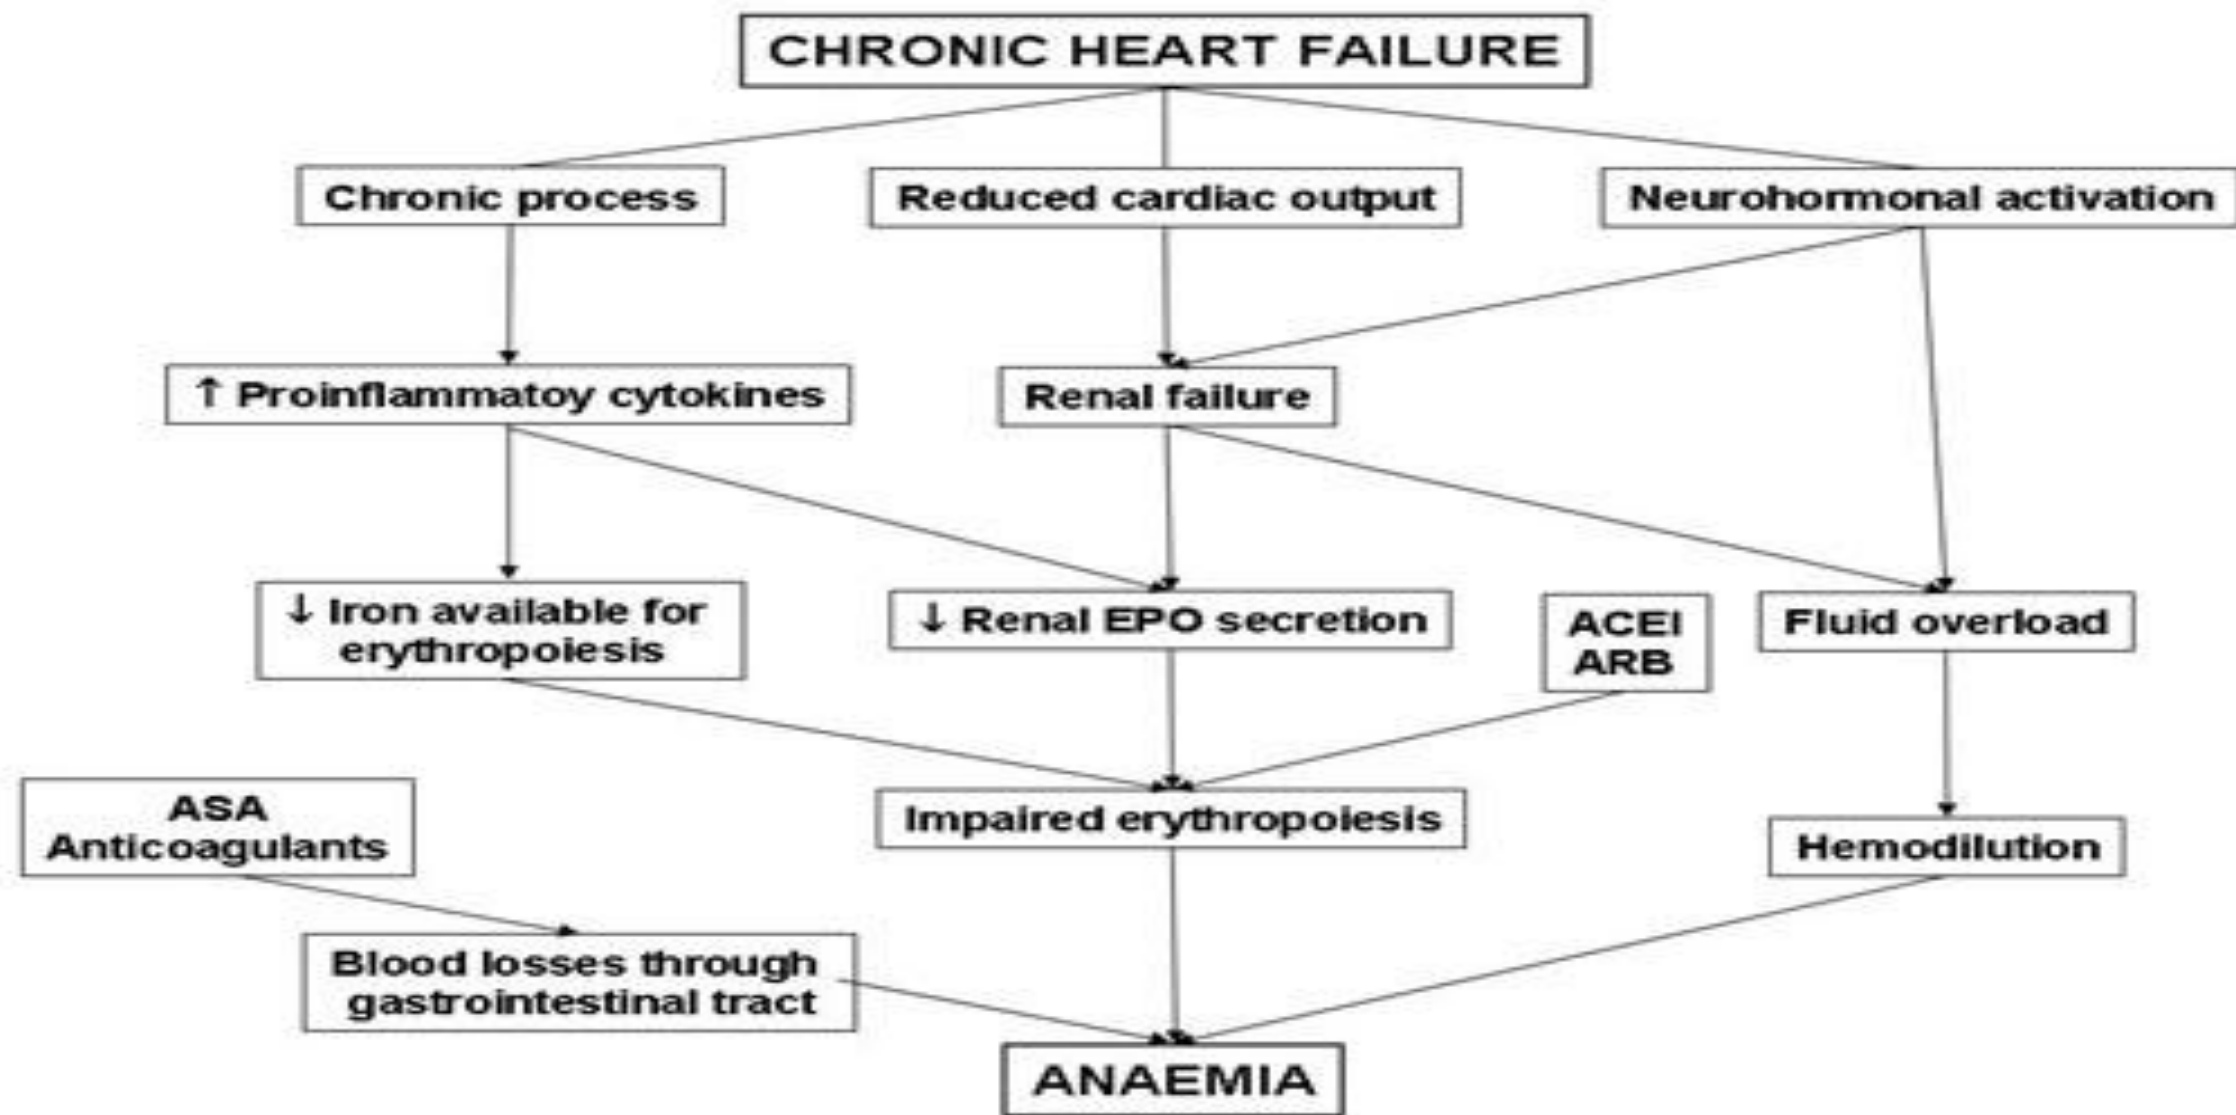 CHRONIC HEART FAILURE
Chronic process
Reduced cardiac output
Neurohormonal activation
↑ Proinflammatoy cytokines
Renal failure
↓ Iron available for
erythropoiesis
↓ Renal EPO secretion
ACEI
ARB
Fluid overload
ASA
Anticoagulants
Impaired erythropoiesis
Hemodilution
Blood losses through
gastrointestinal tract
ANAEMIA